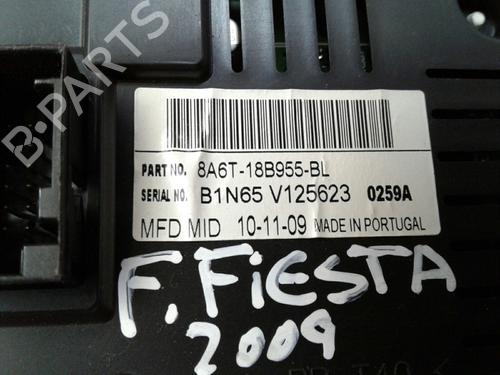 B-PARTS
PART NO. 8A6T-18B955-BL
SERIAL NO. B1N65 V125623 0259A
MFD MID 10-11-09 MADE IN PORTUGAL
F. FiESTA
2009